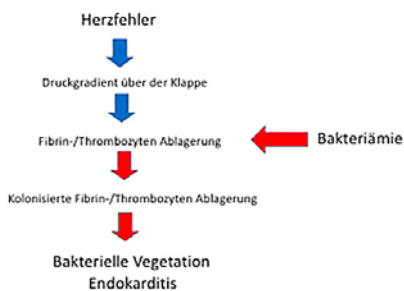 Herzfehler
Druckgradient über der Klappe
Fibrin-/Thrombozyten Ablagerung
Bakteriämie
Kolonisierte Fibrin-/Thrombozyten Ablagerung
Bakterielle Vegetation
Endokarditis